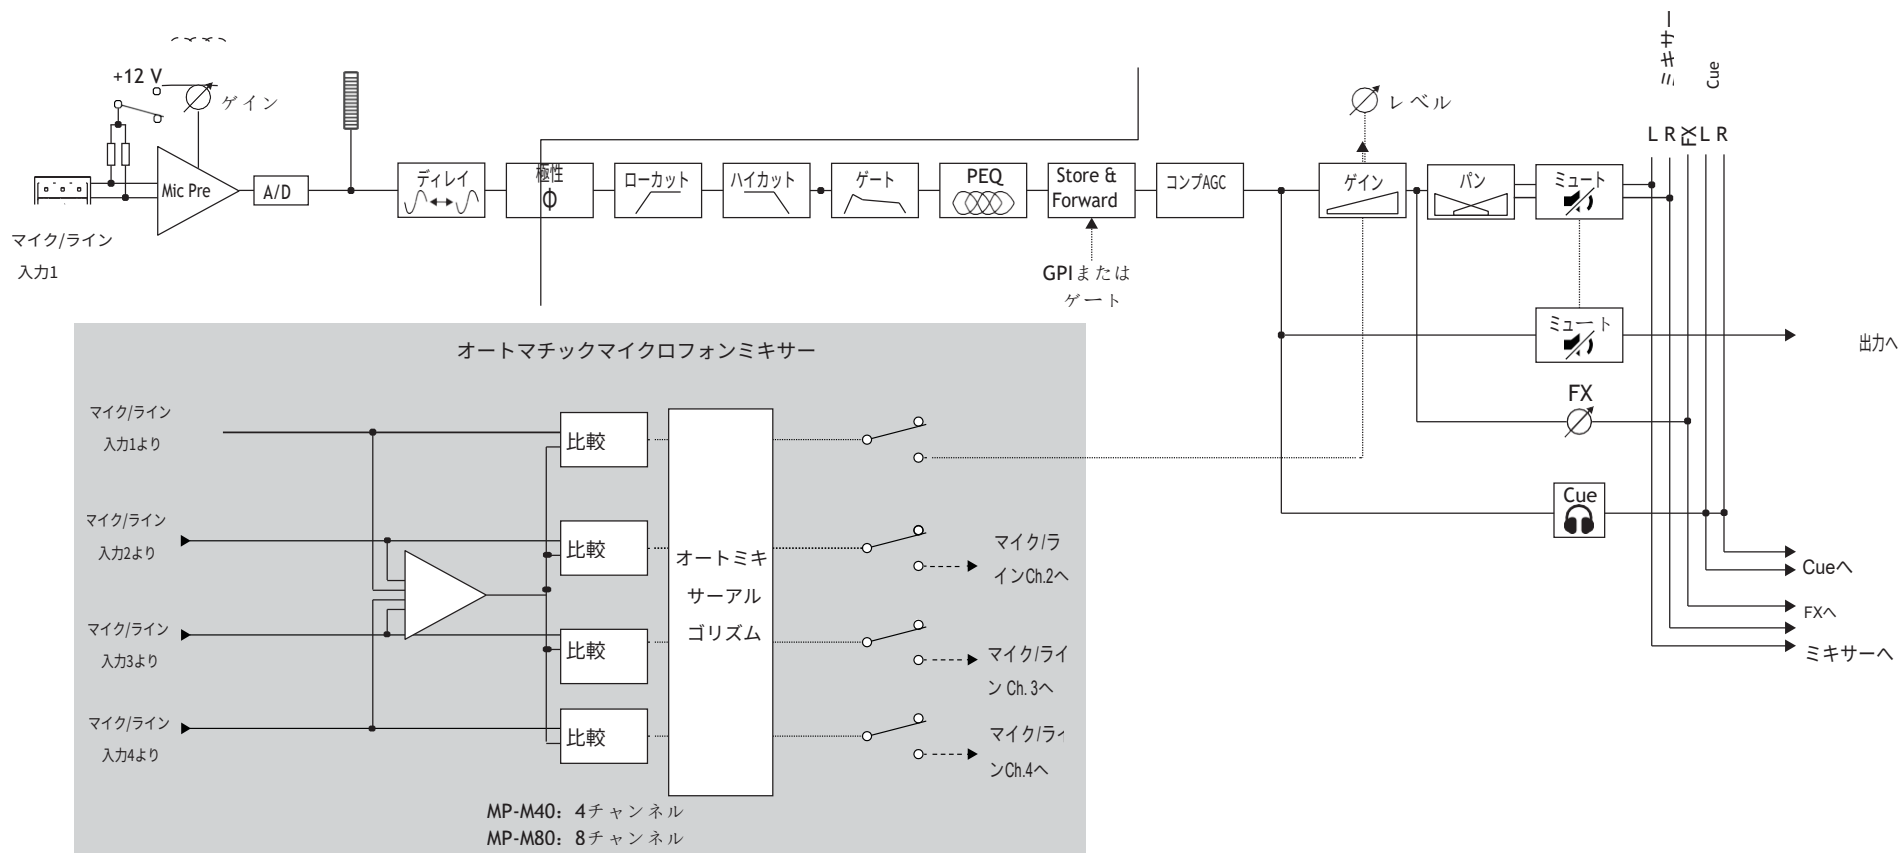 ミキサー
Cue
+12 V
ゲイン
レベル
L R FX L R
Mic Pre
A/D
ディレイ
極性
Φ
ローカット
ハイカット
ゲート
PEQ
Store &
Forward
コンプAGC
ゲイン
パン
ミュート
マイク/ライン
入力1
GPIまたは
ゲート
ミュート
出力へ
FX
Cue
Cueへ
FXへ
ミキサーへ
オートマチックマイクロフォンミキサー
マイク/ライン
入力1より
比較
マイク/ライン
入力2より
比較
マイク/ラ
インCh.2へ
オートミキ
サーアル
ゴリズム
マイク/ライン
入力3より
比較
マイク/ライ
ン Ch. 3へ
マイク/ライン
入力4より
比較
マイク/ライ
ンCh.4へ
MP-M40: 4チャンネル
MP-M80: 8チャンネル